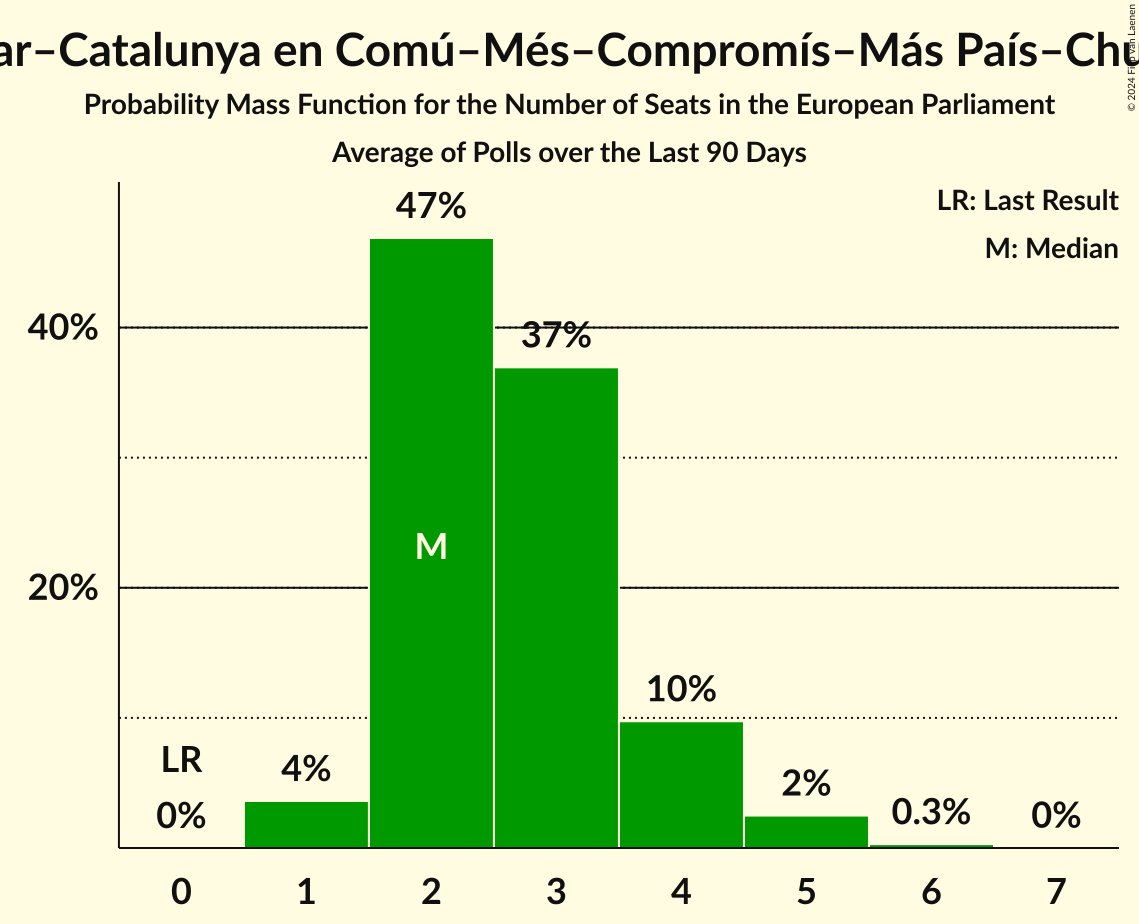 ar–Catalunya en Comú–Més–Compromís–Más País–Chu
Probability Mass Function for the Number of Seats in the European Parliament
Average of Polls over the Last 90 Days
© 2024 Filip van Laenen
LR: Last Result
M: Median
47%
40%
37%
M
20%
10%
LR
4%
2%
0%
0.3%
0%
0 1 2 3 4 5 6 7